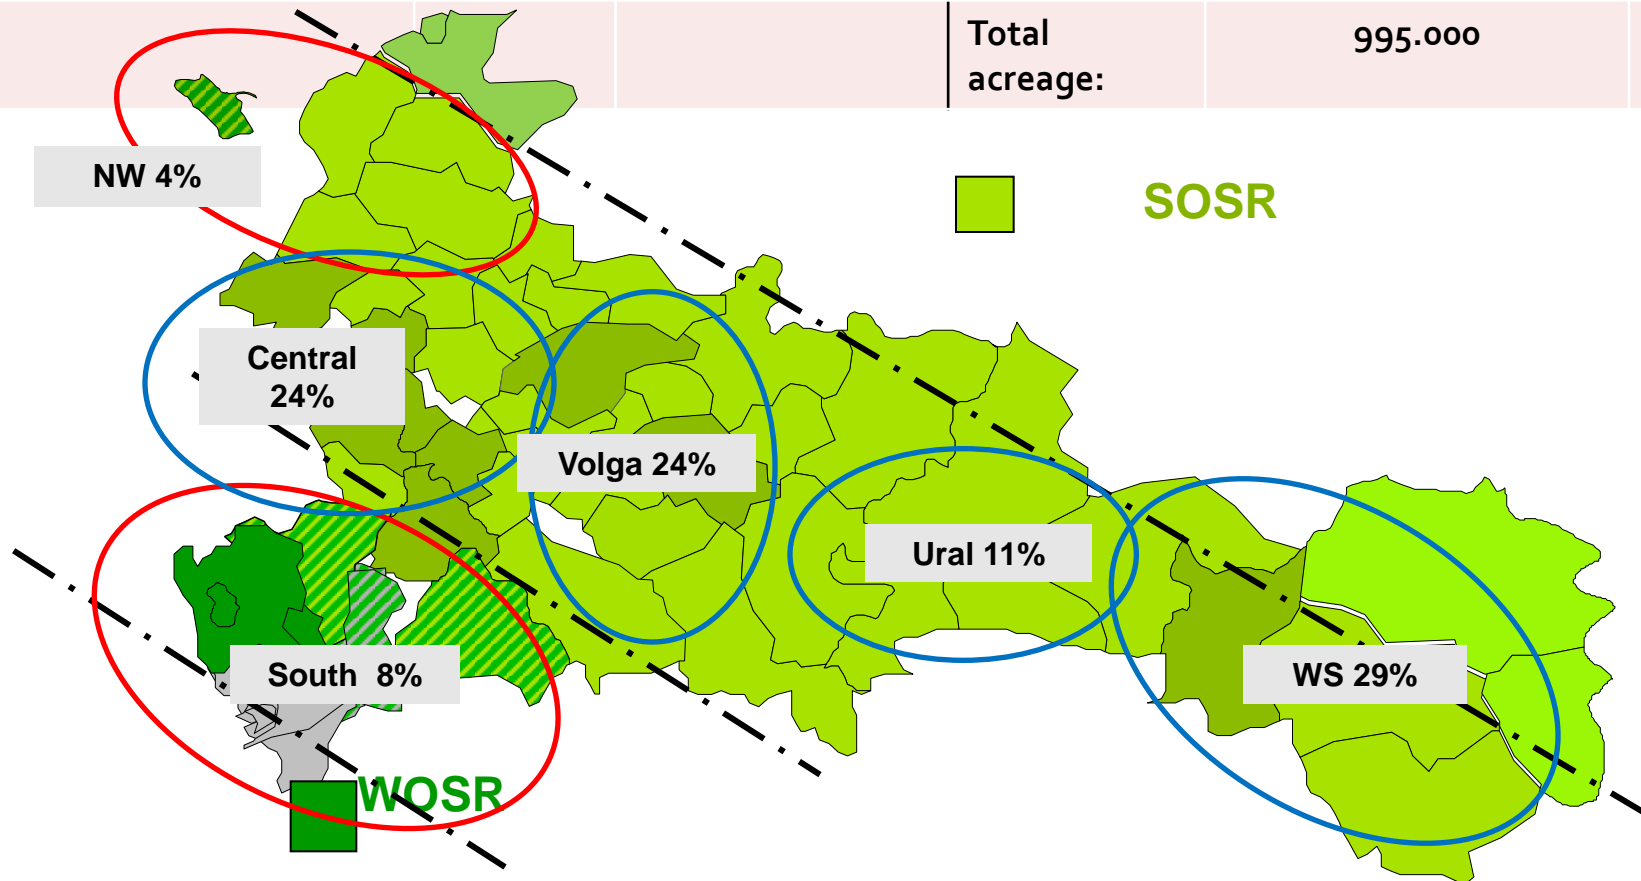 Total
acreage:
995.000
NW 4%
SOSR
Central
24%
Volga 24%
Ural 11%
South 8%
WS 29%
WOSR